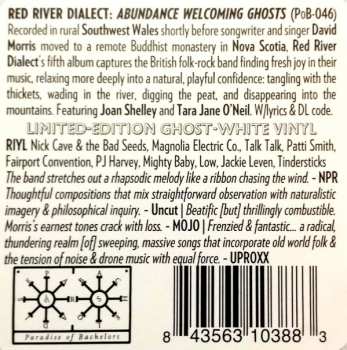 RED RIVER DIALECT: ABUNDANCE WELCOMING GHOSTS (PoB-046)
Recorded in rural Southwest Wales shortly before songwriter and singer David
Morris moved to a remote Buddhist monastery in Nova Scotia, Red River
Dialect's fifth album captures the British folk-rock band finding fresh joy in their
music, relaxing more deeply into a natural, playful confidence: tangling with the
thickets, wading in the river, digging the peat, and disappearing into the
mountains. Featuring Joan Shelley and Tara Jane O'Neil. W/lyrics & DL code.
LIMITED-EDITION GHOST-WHITE VINYL
RIYL Nick Cave & the Bad Seeds, Magnolia Electric Co., Talk Talk, Patti Smith,
Fairport Convention, PJ Harvey, Mighty Baby, Low, Jackie Leven, Tindersticks
The band stretches out a rhapsodic melody like a ribbon chasing the wind. - NPR
Thoughtful compositions that mix straightforward observation with naturalistic
imagery & philosophical inquiry. - Uncut | Beatific [but] thrillingly combustible.
Morris's earnest tones crack with loss. - MOJO | Frenzied & fantastic... a radical,
thundering realm [of] sweeping, massive songs that incorporate old world folk &
the tension of noise & drone music with equal force. - UPROXX
Paradise of Bachelors
8 43563 10388 3